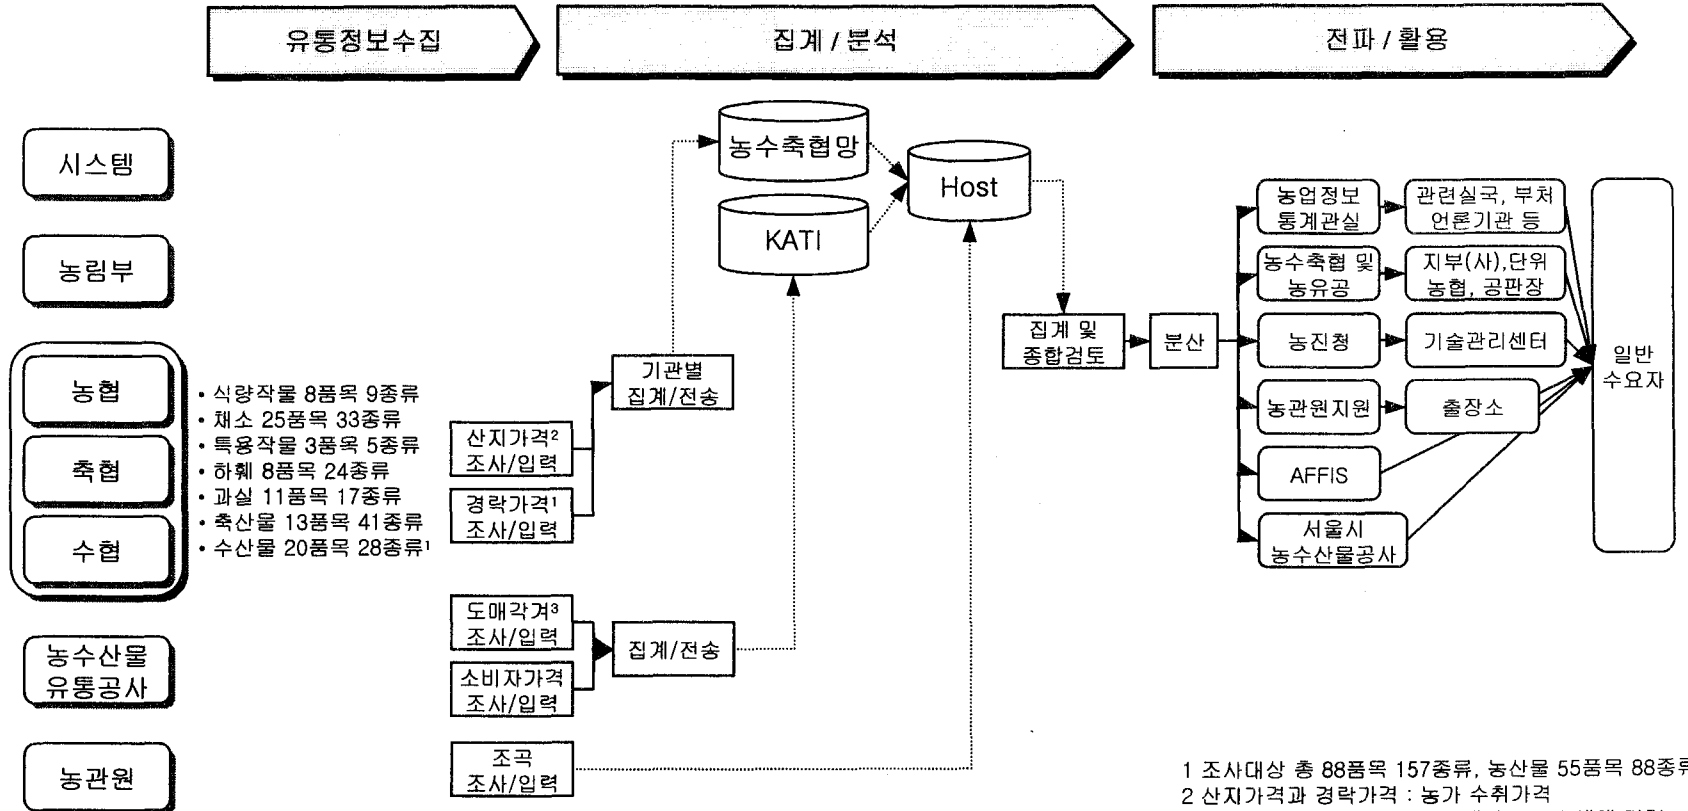 유통정보수집
집계 / 분석
전파 / 활용
시스템
농림부
농협
축협
수협
농수산물
유통공사
농관원
• 식량작물 8품목 9종류
• 채소 25품목 33종류
• 특용작물 3품목 5종류
• 하훼 8품목 24종류
• 과실 11품목 17종류
• 축산물 13품목 41종류
• 수산물 20품목 28종류¹
산지가격²
조사/입력
경락가격¹
조사/입력
도매각겨³
조사/입력
소비자가격
조사/입력
조곡
조사/입력
기관별
집계/전송
집계/전송
농수축협망
KATI
Host
집계 및
종합검토
분산
농업정보
통계관실
관련실국, 부처
언론기관 등
농수축협 및
농유공
지부(사),단위
농협, 공판장
농진청
기술관리센터
농관원지원
출장소
AFFIS
서울시
농수산물공사
일반
수요자
1 조사대상 총 88품목 157종류, 농산물 55품목 88종류
2 산지가격과 경락가격 : 농가 수취가격